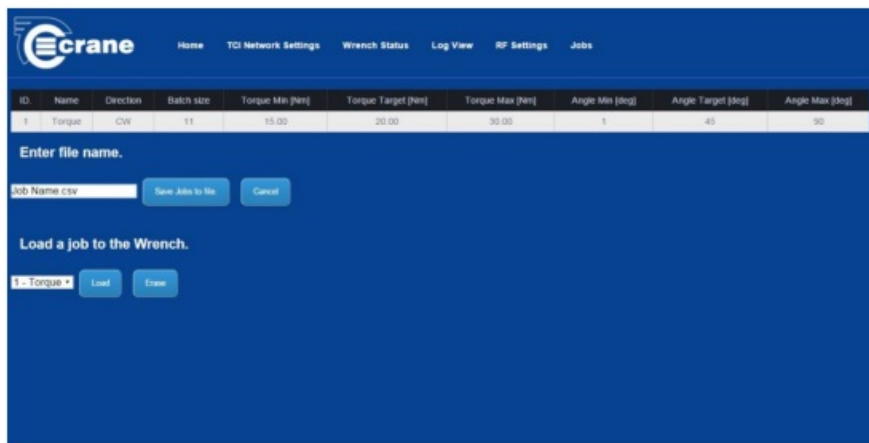 crane
Home TCI Network Settings Wrench Status Log View RF Settings Jobs
ID. Name Direction Batch size Torque Min [Nm] Torque Target [Nm] Torque Max [Nm] Angle Min [deg] Angle Target [deg] Angle Max [deg]
1 Torque CW 11 15.00 20.00 30.00 1 45 90
Enter file name.
Job Name.csv Save Jobs to file Cancel
Load a job to the Wrench.
1 - Torque Load Erase